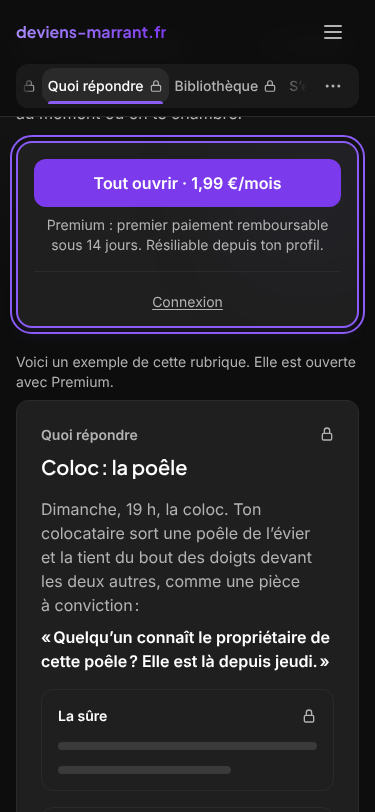 deviens-marrant.fr
Quoi répondre
Bibliothèque
Tout ouvrir · 1,99 €/mois
Premium : premier paiement remboursable
sous 14 jours. Résiliable depuis ton profil.
Connexion
Voici un exemple de cette rubrique. Elle est ouverte
avec Premium.
Quoi répondre
Coloc : la poêle
Dimanche, 19 h, la coloc. Ton
colocataire sort une poêle de l’évier
et la tient du bout des doigts devant
les deux autres, comme une pièce
à conviction :
« Quelqu’un connaît le propriétaire de
cette poêle ? Elle est là depuis jeudi. »
La sûre